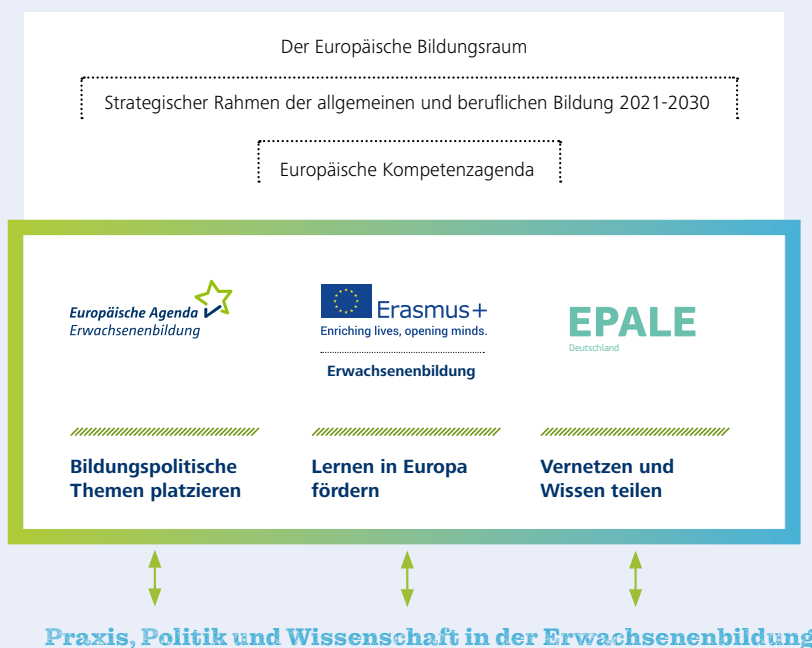 Der Europäische Bildungsraum
Strategischer Rahmen der allgemeinen und beruflichen Bildung 2021-2030
Europäische Kompetenzagenda
Europäische Agenda
Erwachsenenbildung
Erasmus+
Enriching lives, opening minds.
Erwachsenenbildung
EPALE
Deutschland
Bildungspolitische
Themen platzieren
Lernen in Europa
fördern
Vernetzen und
Wissen teilen
Praxis, Politik und Wissenschaft in der Erwachsenenbildung